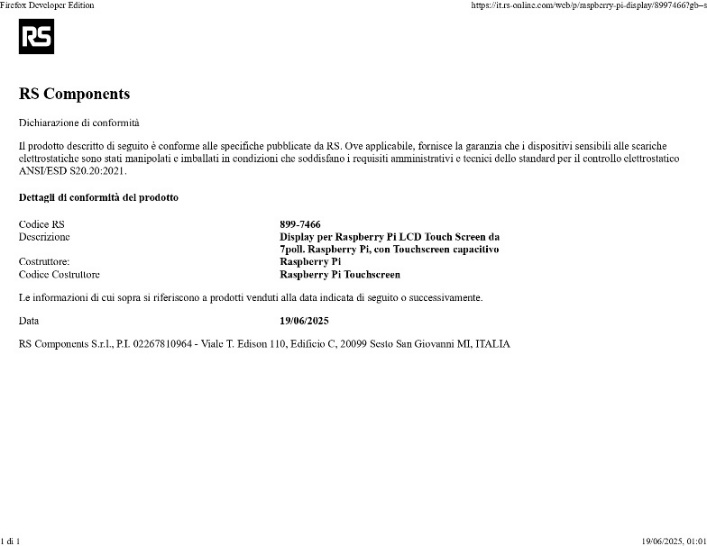 Firefox Developer Edition https://it.rs-online.com/web/p/raspberry-pi-display/8997466?gb=s
RS
RS Components
Dichiarazione di conformità
Il prodotto descritto di seguito è conforme alle specifiche pubblicate da RS. Ove applicabile, fornisce la garanzia che i dispositivi sensibili alle scariche
elettrostatiche sono stati manipolati e imballati in condizioni che soddisfano i requisiti amministrativi e tecnici dello standard per il controllo elettrostatico
ANSI/ESD S20.20:2021.
Dettagli di conformità del prodotto
Codice RS 899-7466
Descrizione Display per Raspberry Pi LCD Touch Screen da
7poll. Raspberry Pi, con Touchscreen capacitivo
Costruttore: Raspberry Pi
Codice Costruttore Raspberry Pi Touchscreen
Le informazioni di cui sopra si riferiscono a prodotti venduti alla data indicata di seguito o successivamente.
Data 19/06/2025
RS Components S.r.l., P.I. 02267810964 - Viale T. Edison 110, Edificio C, 20099 Sesto San Giovanni MI, ITALIA
1 di 1 19/06/2025, 01:01